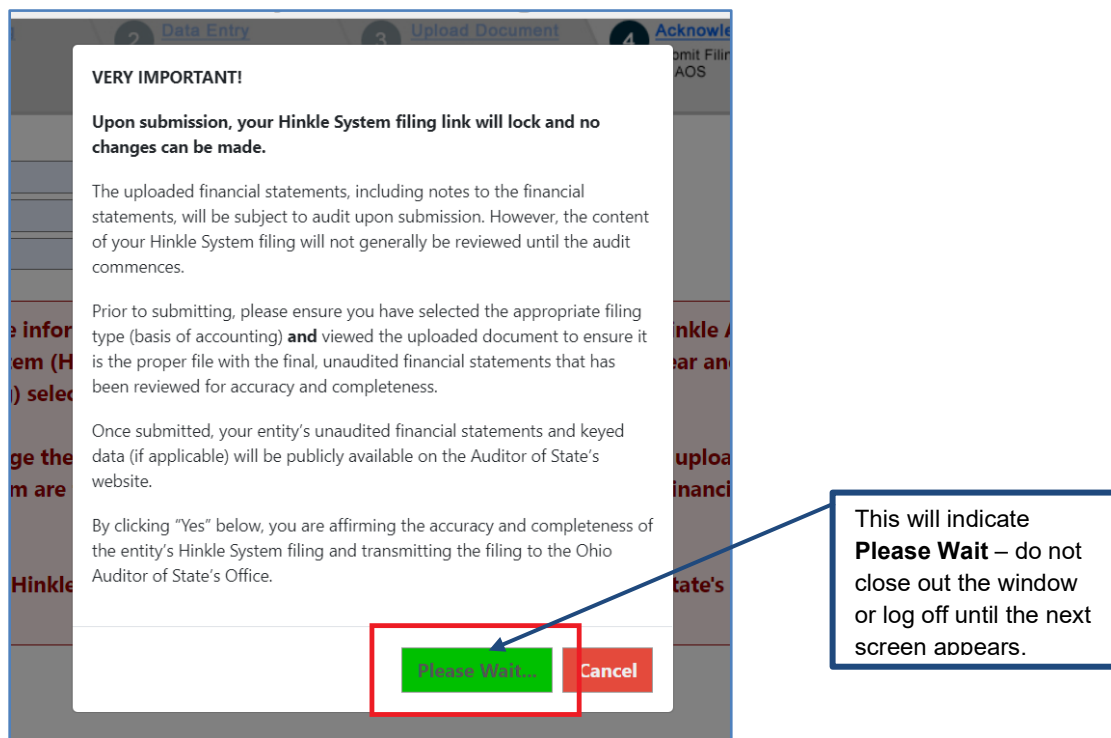 2 Data Entry
3 Upload Document
4
VERY IMPORTANT!
Upon submission, your Hinkle System filing link will lock and no
changes can be made.
The uploaded financial statements, including notes to the financial
statements, will be subject to audit upon submission. However, the content
of your Hinkle System filing will not generally be reviewed until the audit
commences.
Prior to submitting, please ensure you have selected the appropriate filing
type (basis of accounting) and viewed the uploaded document to ensure it
is the proper file with the final, unaudited financial statements that has
been reviewed for accuracy and completeness.
Once submitted, your entity's unaudited financial statements and keyed
data (if applicable) will be publicly available on the Auditor of State's
website.
By clicking "Yes" below, you are affirming the accuracy and completeness of
the entity's Hinkle System filing and transmitting the filing to the Ohio
Auditor of State's Office.
Please Wait...
Cancel
AOS
m are
Hinkle
tate's
This will indicate
Please Wait – do not
close out the window
or log off until the next
screen appears.